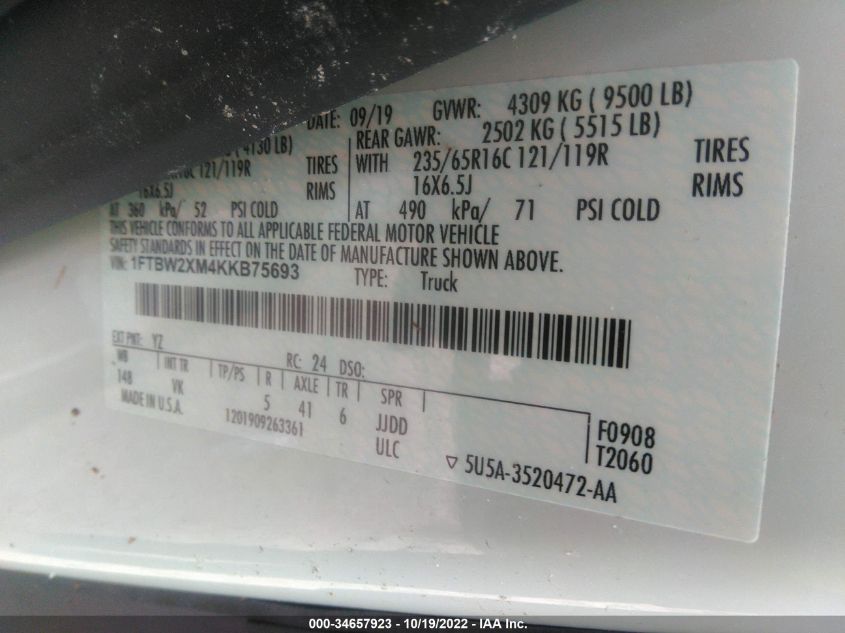 DATE: 09/19 GVWR: 4309 KG ( 9500 LB)
4130 LB) REAR GAWR: 2502 KG ( 5515 LB)
121/119R TIRES WITH 235/65R16C 121/119R TIRES
16X6.5J RIMS 16X6.5J RIMS
AT 360 kPa/ 52 PSI COLD AT 490 kPa/ 71 PSI COLD
THIS VEHICLE CONFORMS TO ALL APPLICABLE FEDERAL MOTOR VEHICLE
SAFETY STANDARDS IN EFFECT ON THE DATE OF MANUFACTURE SHOWN ABOVE.
VIN: 1FTBW2XM4KKB75693 TYPE: Truck
EXT PNT: YZ RC: 24 DSO:
WB INT TR TP/PS R AXLE TR SPR
148 VK 5 41 6 JJDD
MADE IN U.S.A. 1201909263361 ULC
F0908
T2060
5U5A-3520472-AA
000-34657923 - 10/19/2022 - IAA Inc.